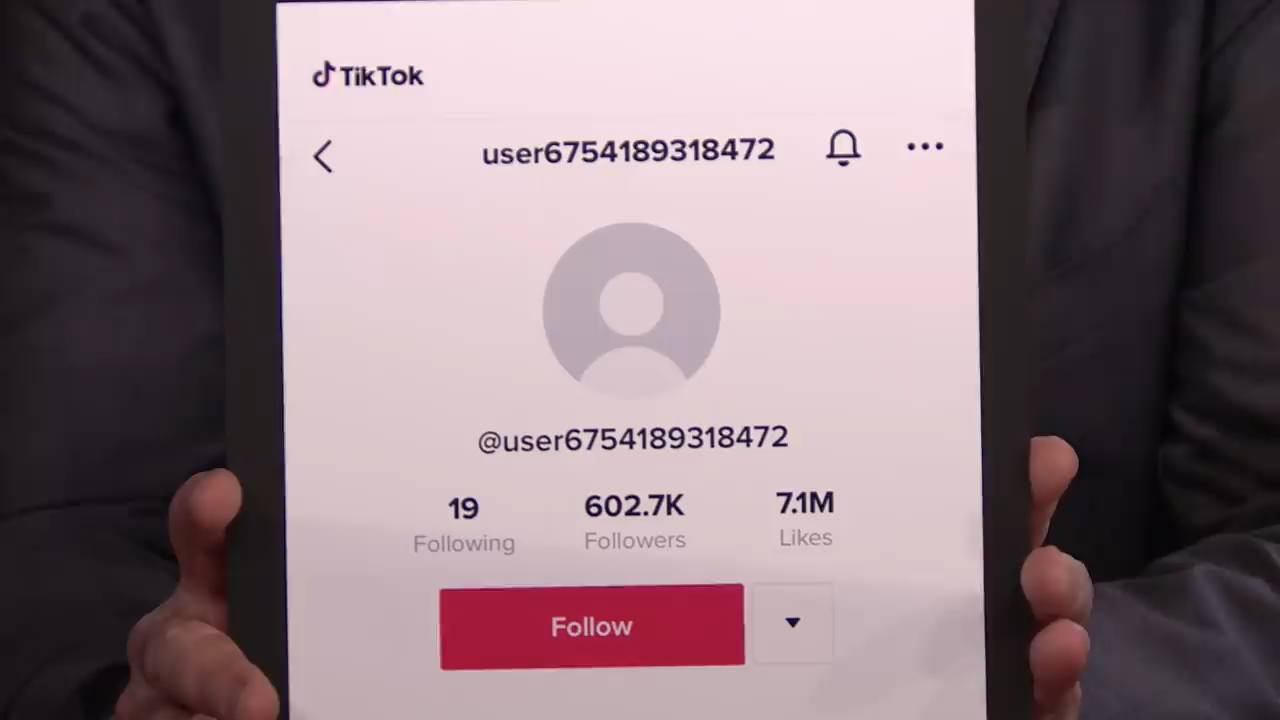 TikTok
user6754189318472
@user6754189318472
19 602.7K 7.1M
Following Followers Likes
Follow